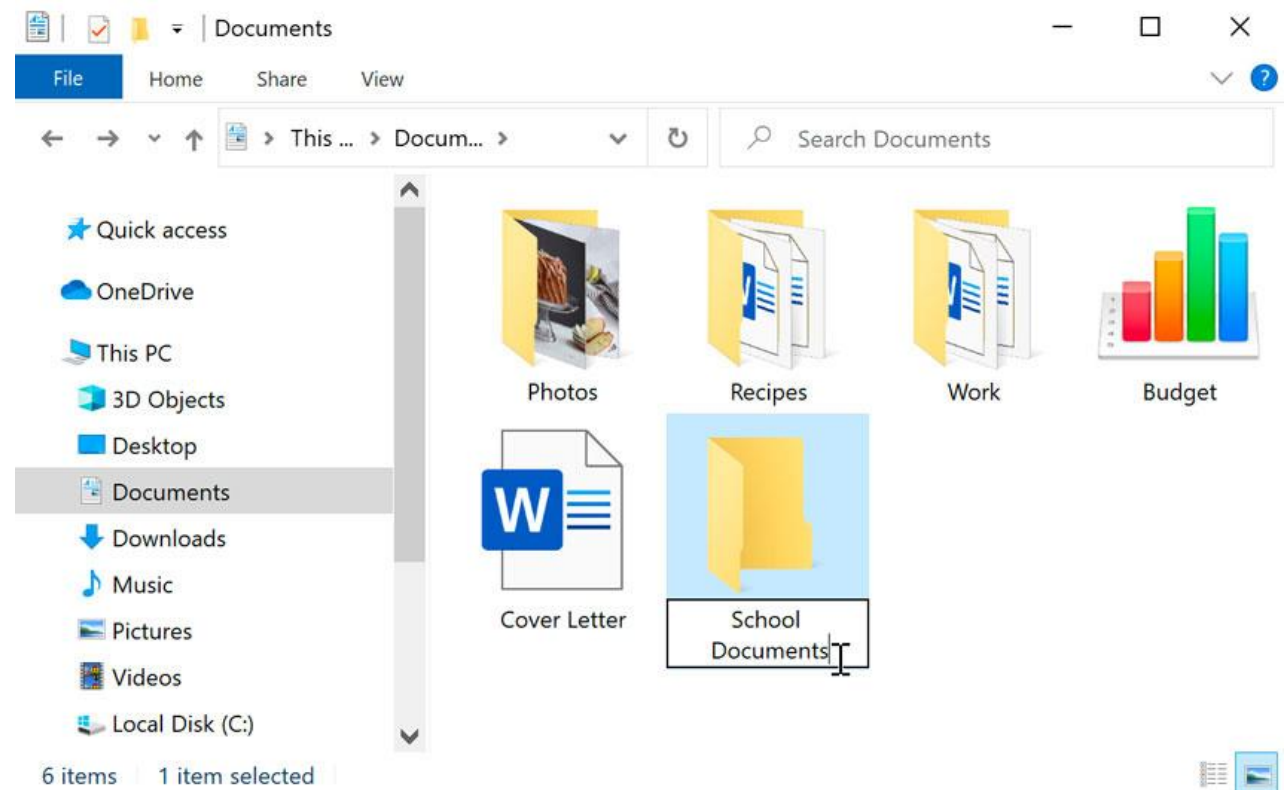 Documents
File Home Share View
This ... Docum...
Search Documents
Quick access
OneDrive
This PC
3D Objects
Desktop
Documents
Downloads
Music
Pictures
Videos
Local Disk (C:)
Photos Recipes Work Budget
W
Cover Letter
School
Documents
6 items 1 item selected